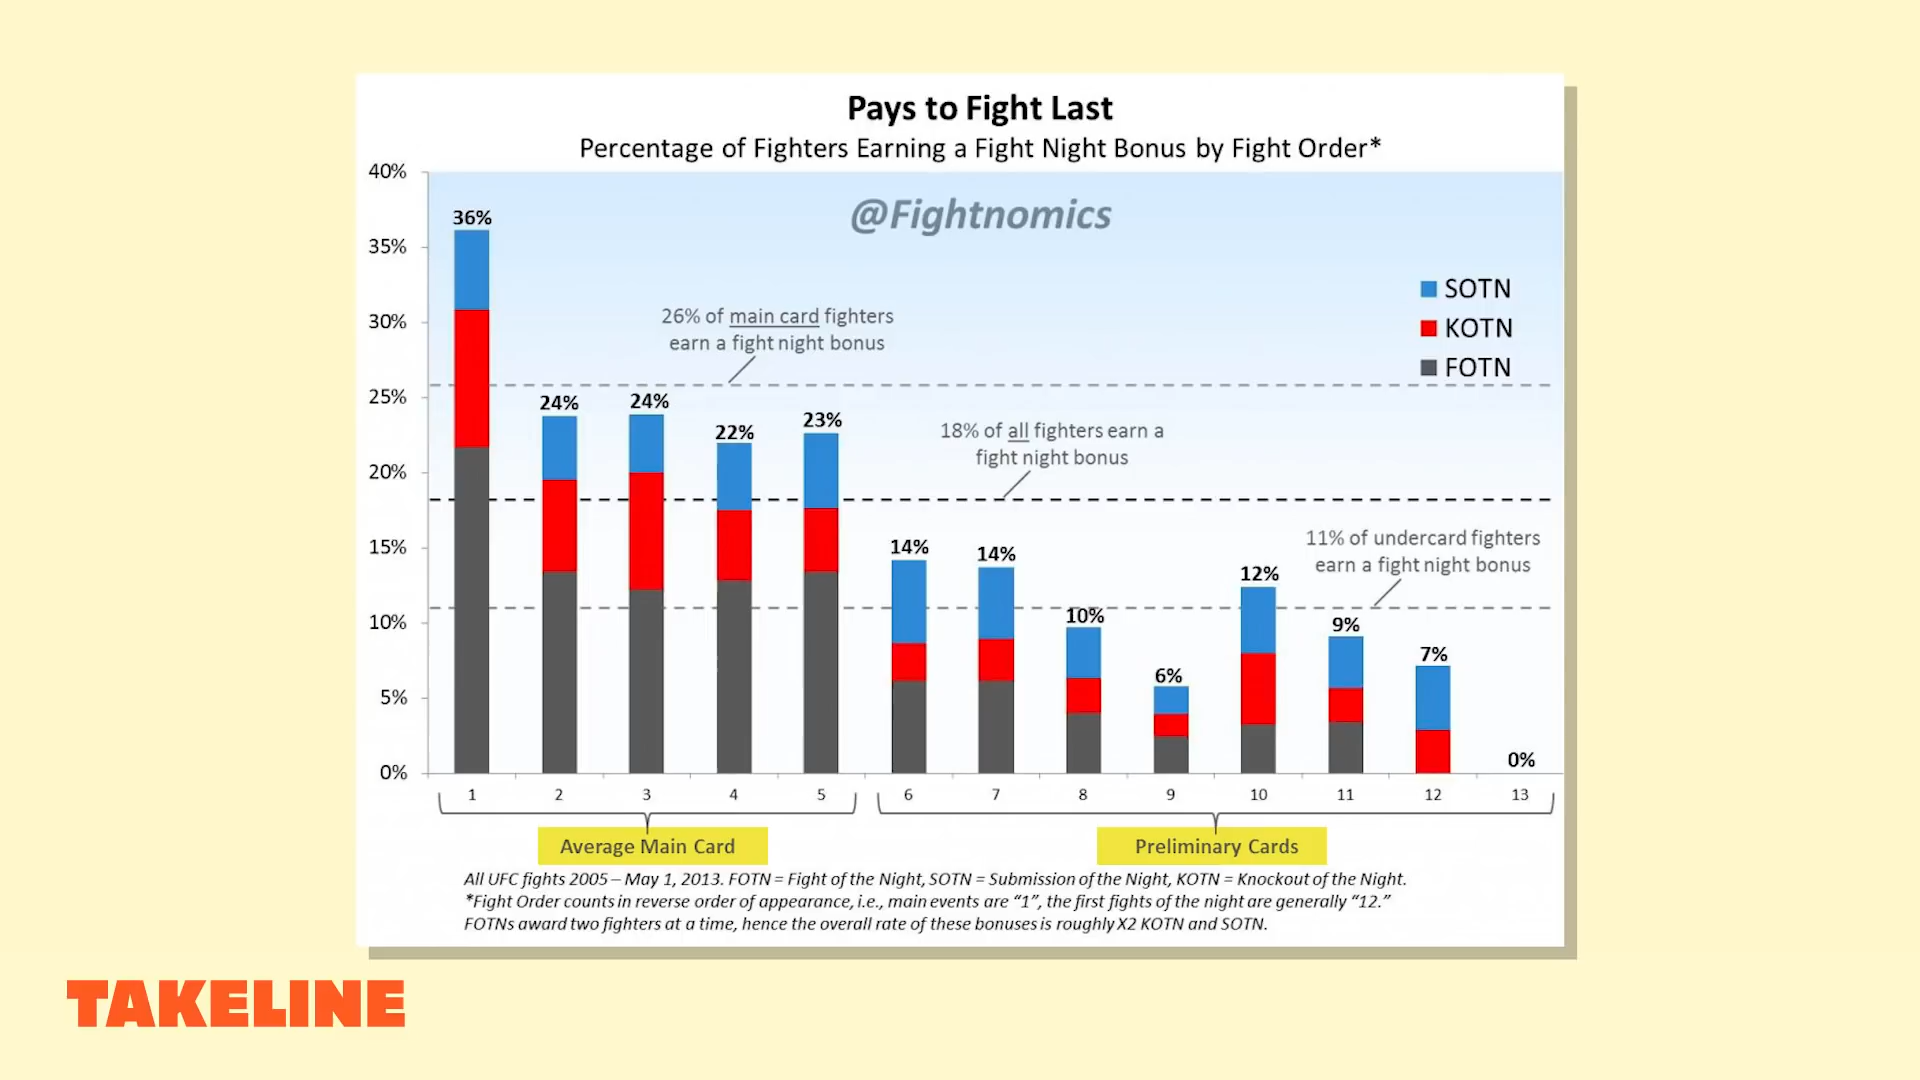 Pays to Fight Last
Percentage of Fighters Earning a Fight Night Bonus by Fight Order*
@Fightnomics
40%
35%
30%
25%
20%
15%
10%
5%
0%
36%
24%
24%
22%
23%
14%
14%
10%
6%
12%
9%
7%
0%
26% of main card fighters
earn a fight night bonus
18% of all fighters earn a
fight night bonus
11% of undercard fighters
earn a fight night bonus
SOTN
KOTN
FOTN
1 2 3 4 5 6 7 8 9 10 11 12 13
Average Main Card
Preliminary Cards
All UFC fights 2005 – May 1, 2013. FOTN = Fight of the Night, SOTN = Submission of the Night, KOTN = Knockout of the Night.
*Fight Order counts in reverse order of appearance, i.e., main events are “1”, the first fights of the night are generally “12.”
FOTNs award two fighters at a time, hence the overall rate of these bonuses is roughly X2 KOTN and SOTN.
TAKELINE